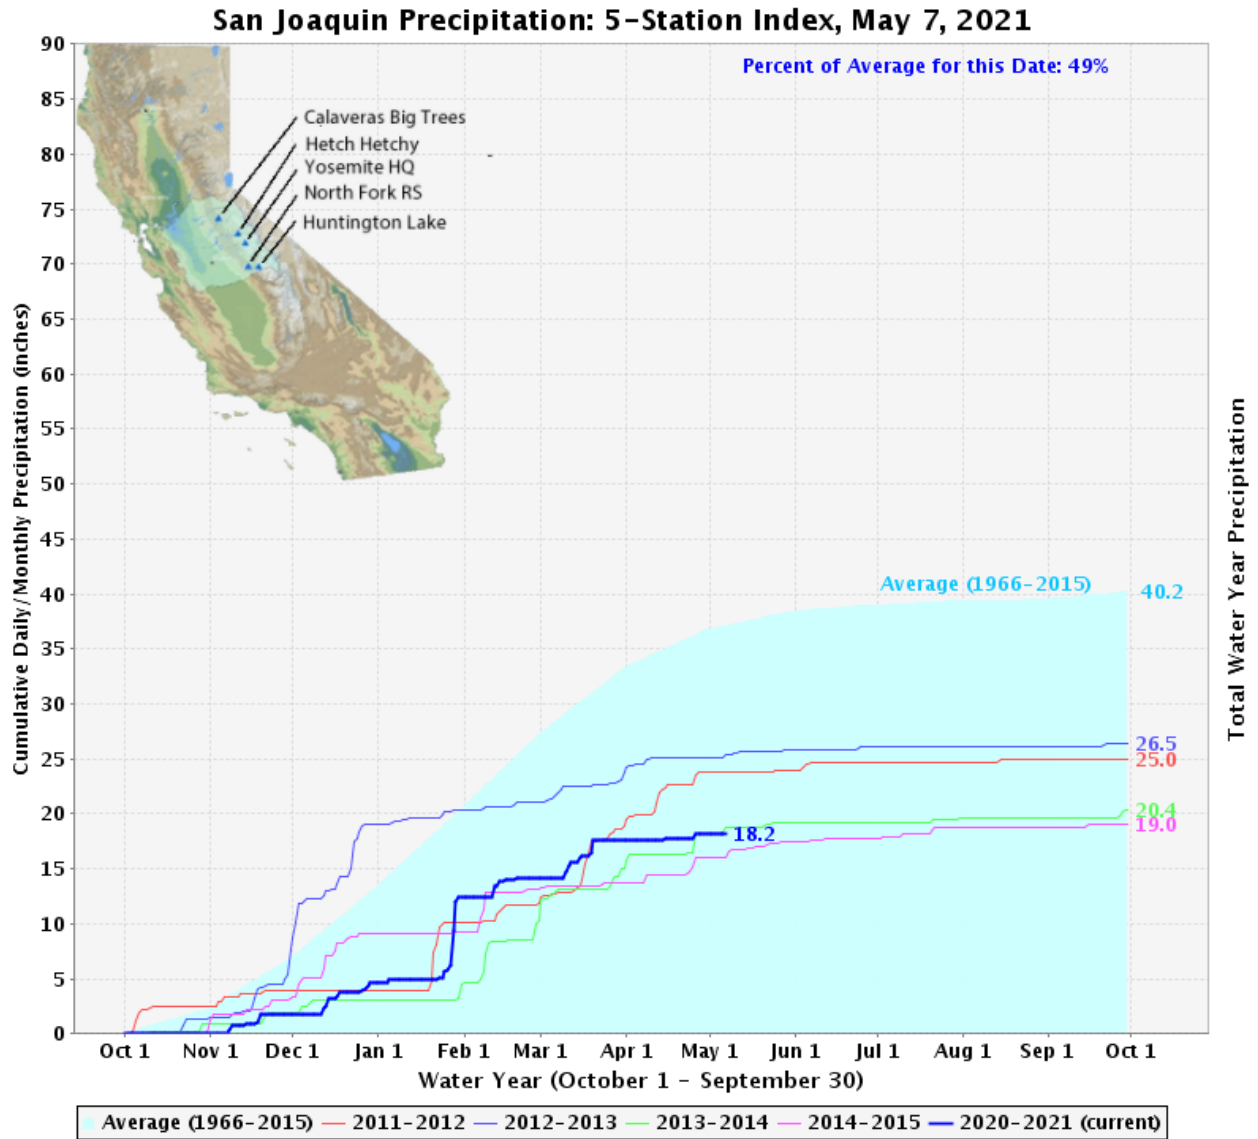 San Joaquin Precipitation: 5-Station Index, May 7, 2021
Percent of Average for this Date: 49%
Calaveras Big Trees
Hetch Hetchy
Yosemite HQ
North Fork RS
Huntington Lake
Cumulative Daily/Monthly Precipitation (inches)
90
85
80
75
70
65
60
55
50
45
40
35
30
25
20
15
10
5
0
Average (1966-2015)
40.2
26.5
25.0
20.4
19.0
18.2
Total Water Year Precipitation
Oct 1 Nov 1 Dec 1 Jan 1 Feb 1 Mar 1 Apr 1 May 1 Jun 1 Jul 1 Aug 1 Sep 1 Oct 1
Water Year (October 1 - September 30)
Average (1966-2015) 2011-2012 2012-2013 2013-2014 2014-2015 2020-2021 (current)